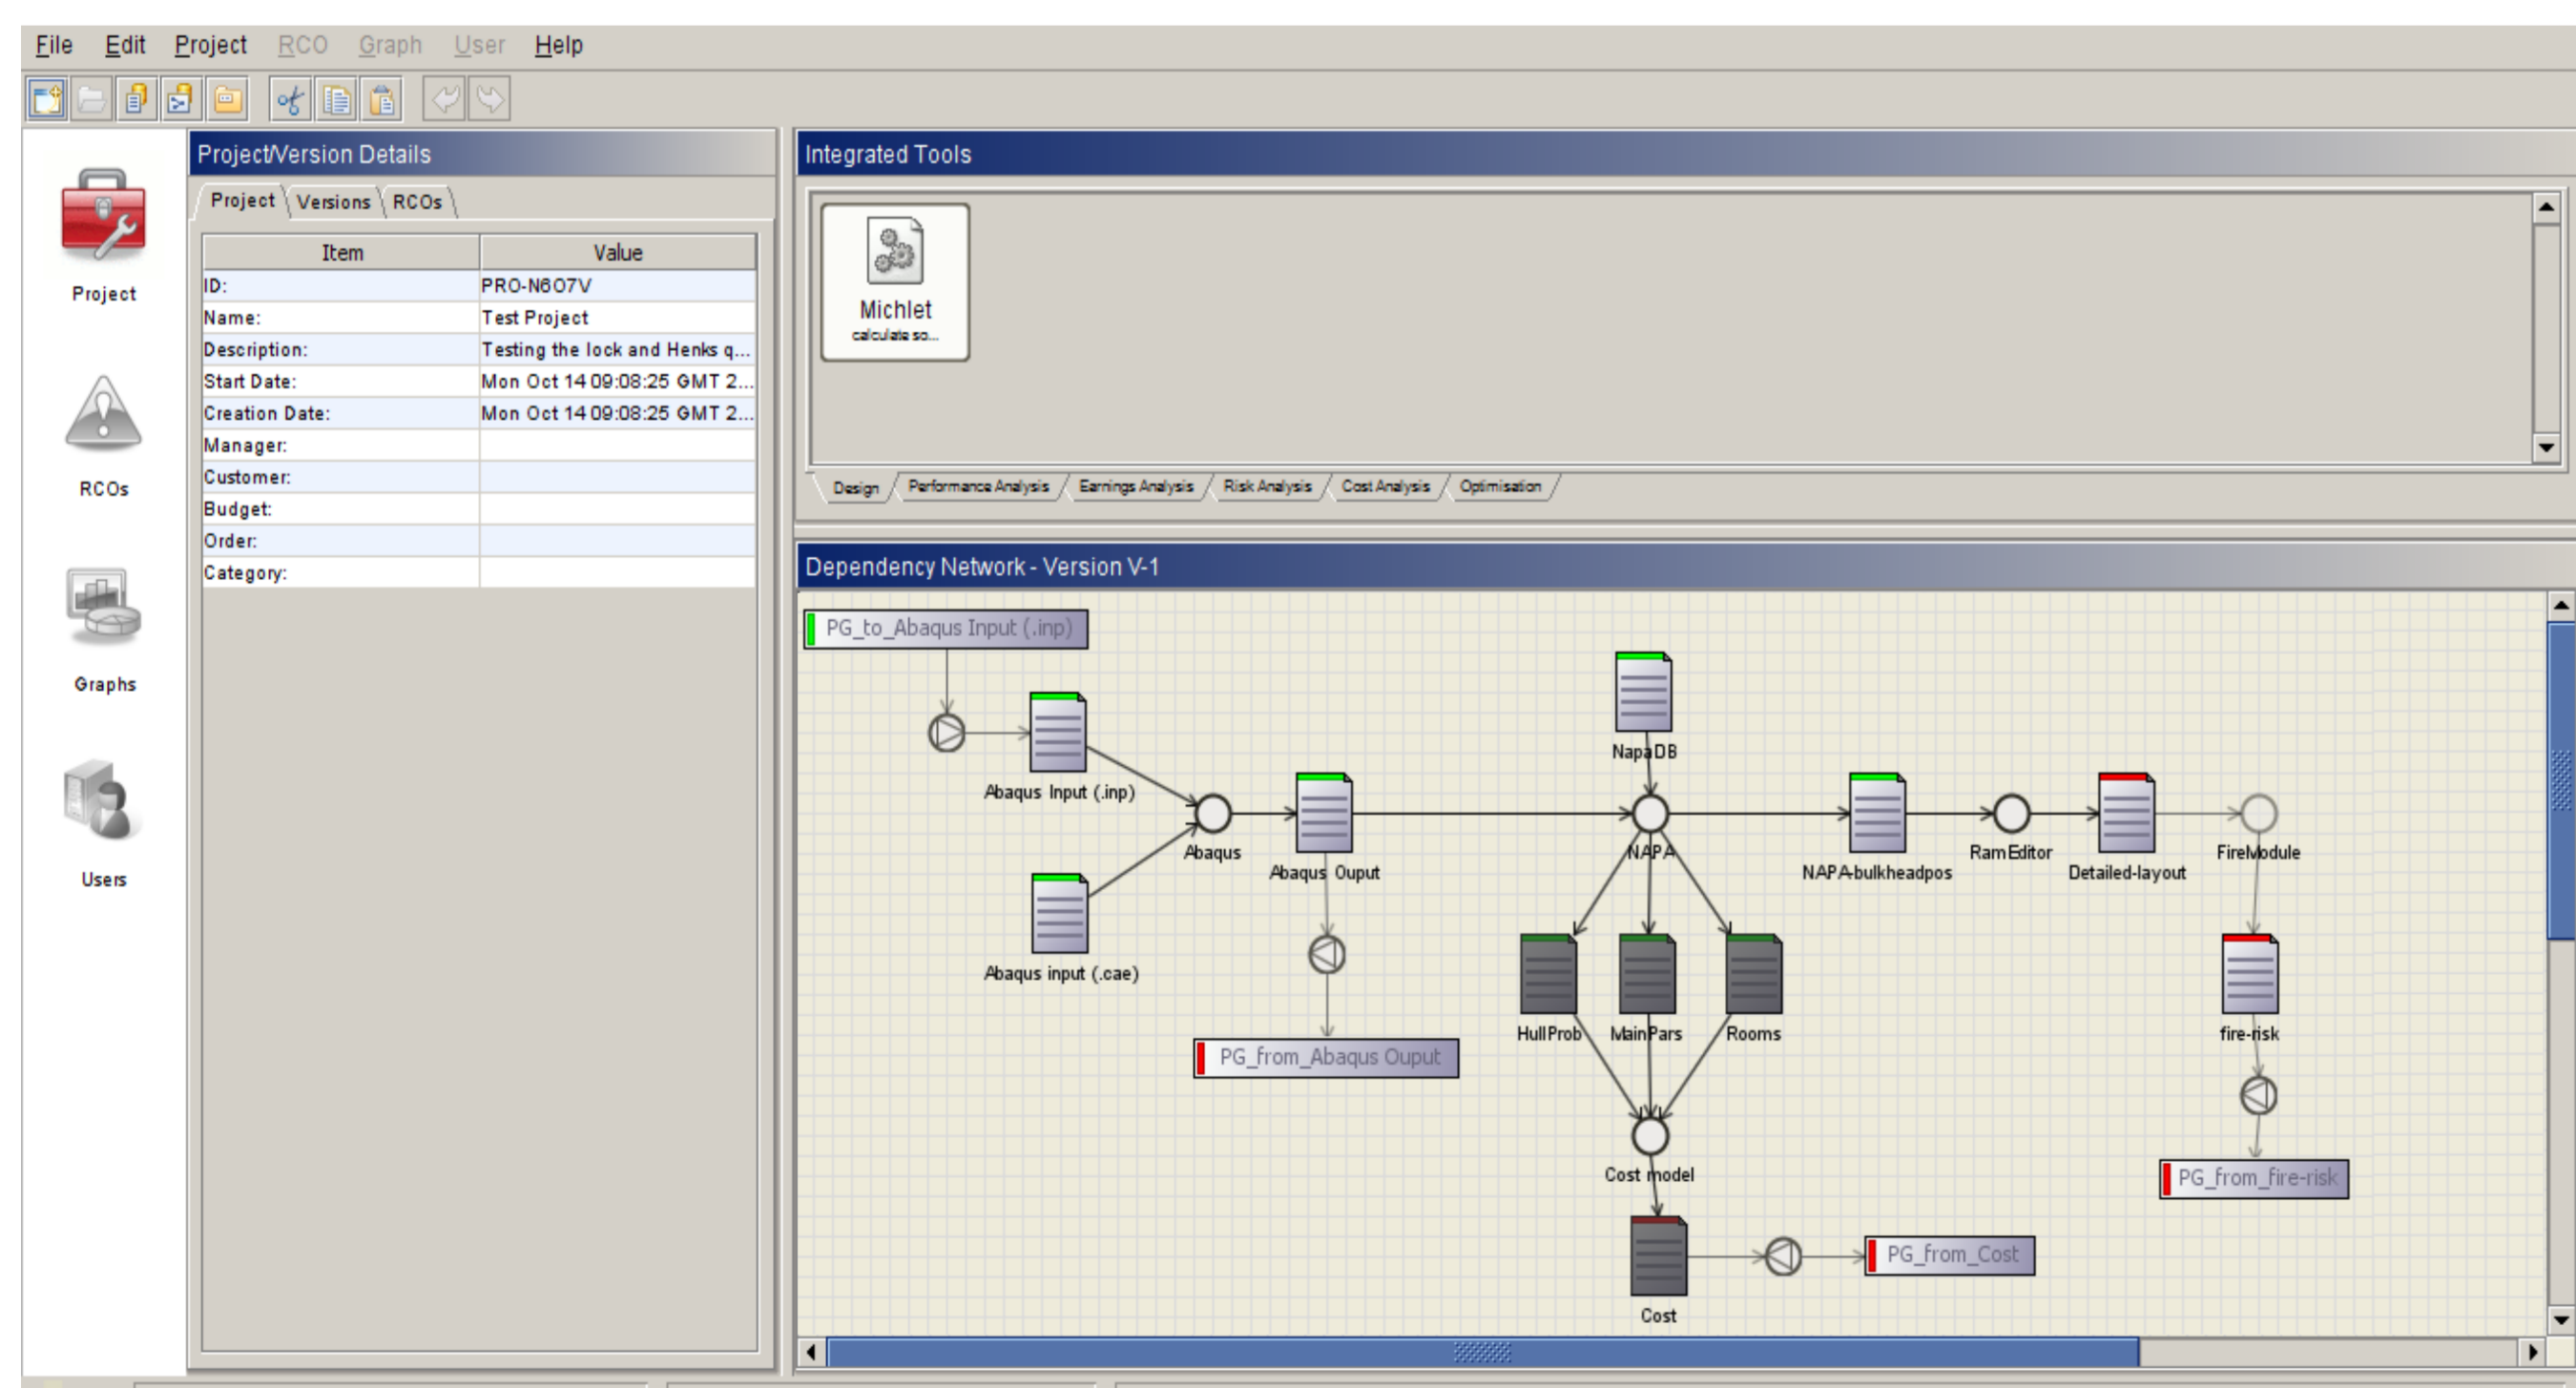 File Edit Project RCO Graph User Help
Project/Version Details
Project Versions RCOs
Item Value
ID: PRO-N6O7V
Name: Test Project
Description: Testing the lock and Henks q...
Start Date: Mon Oct 14 09:08:25 GMT 2...
Creation Date: Mon Oct 14 09:08:25 GMT 2...
Manager:
Customer:
Budget:
Order:
Category:
Project
RCOs
Graphs
Users
Integrated Tools
Michlet
calculate so...
Design Performance Analysis Earnings Analysis Risk Analysis Cost Analysis Optimisation
Dependency Network - Version V-1
PG_to_Abaqus Input (.inp)
NapaDB
Abaqus Input (.inp)
Abaqus
Abaqus Ouput
NAPA
NAPA-bulkheadpos
RamEditor
Detailed-layout
FireModule
Abaqus input (.cae)
HullProb
MainPars
Rooms
fire-risk
PG_from_Abaqus Ouput
Cost model
PG_from_fire-risk
PG_from_Cost
Cost